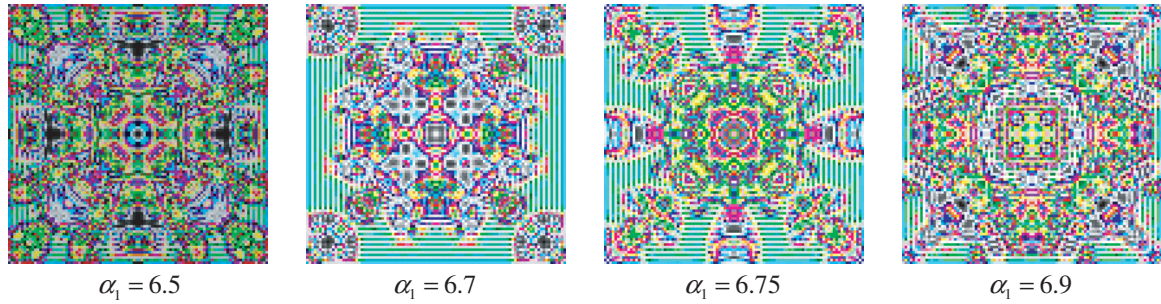 α₁ = 6.5
α₁ = 6.7
α₁ = 6.75
α₁ = 6.9